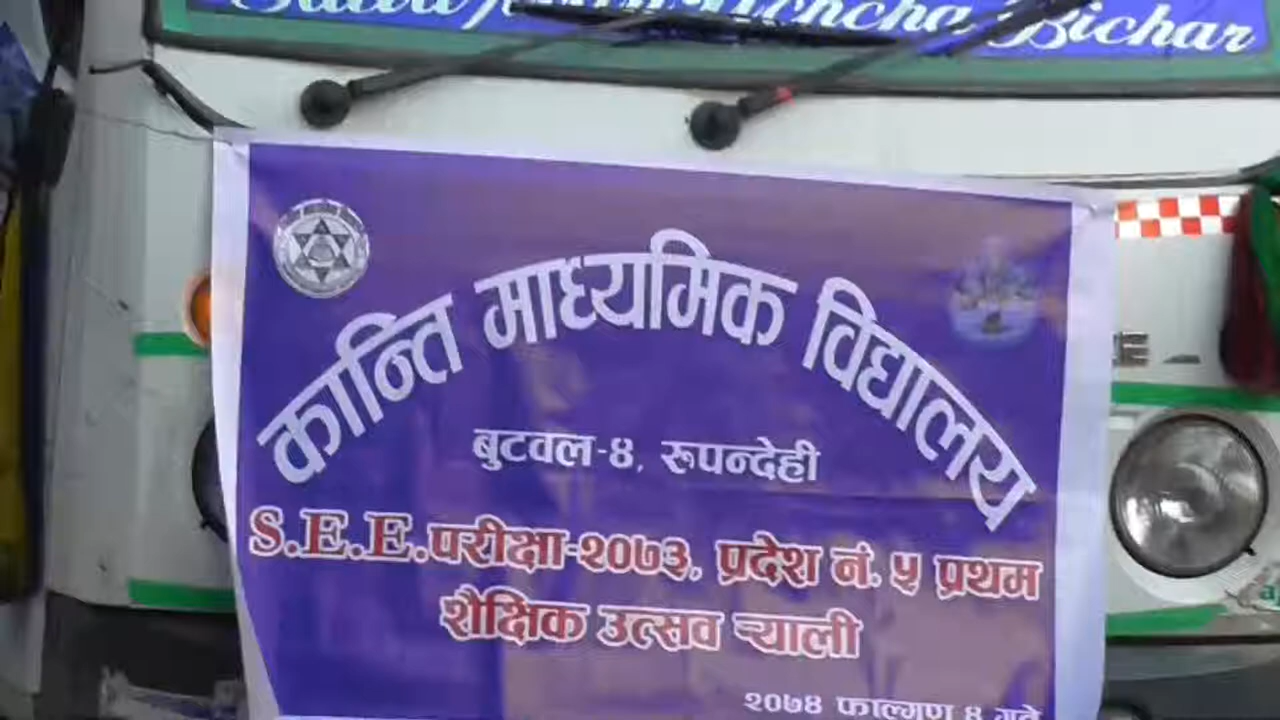 Bichar
कान्ति माध्यमिक विद्यालय
बुटवल-४, रुपन्देही
S.E.E. परीक्षा-२०७३, प्रदेश नं. ५ प्रथम
शैक्षिक उत्सव र्‍याली
२०७४ फाल्गुण ४ गते